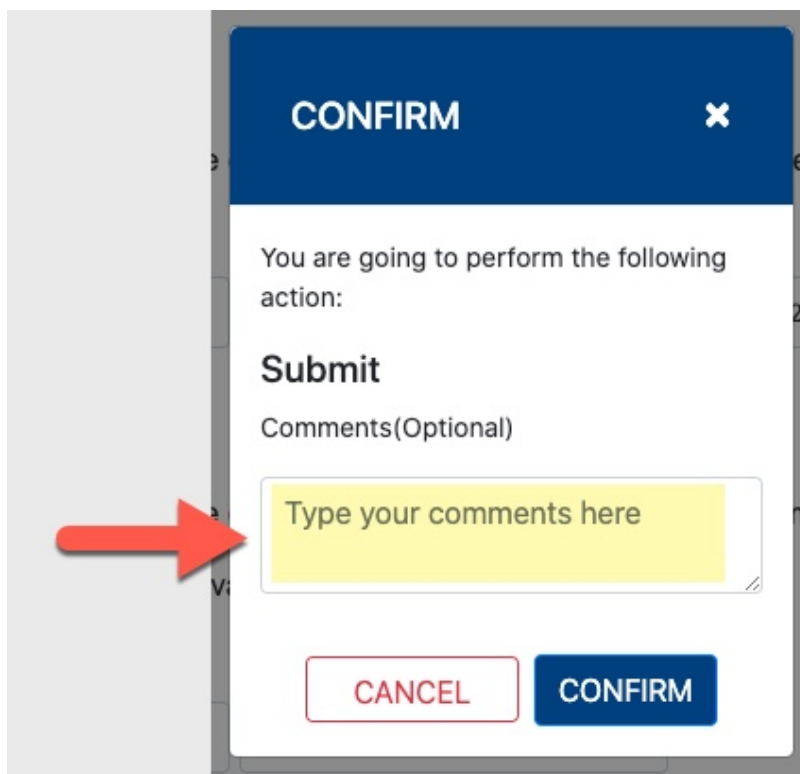 CONFIRM
You are going to perform the following
action:
Submit
Comments(Optional)
Type your comments here
CANCEL CONFIRM